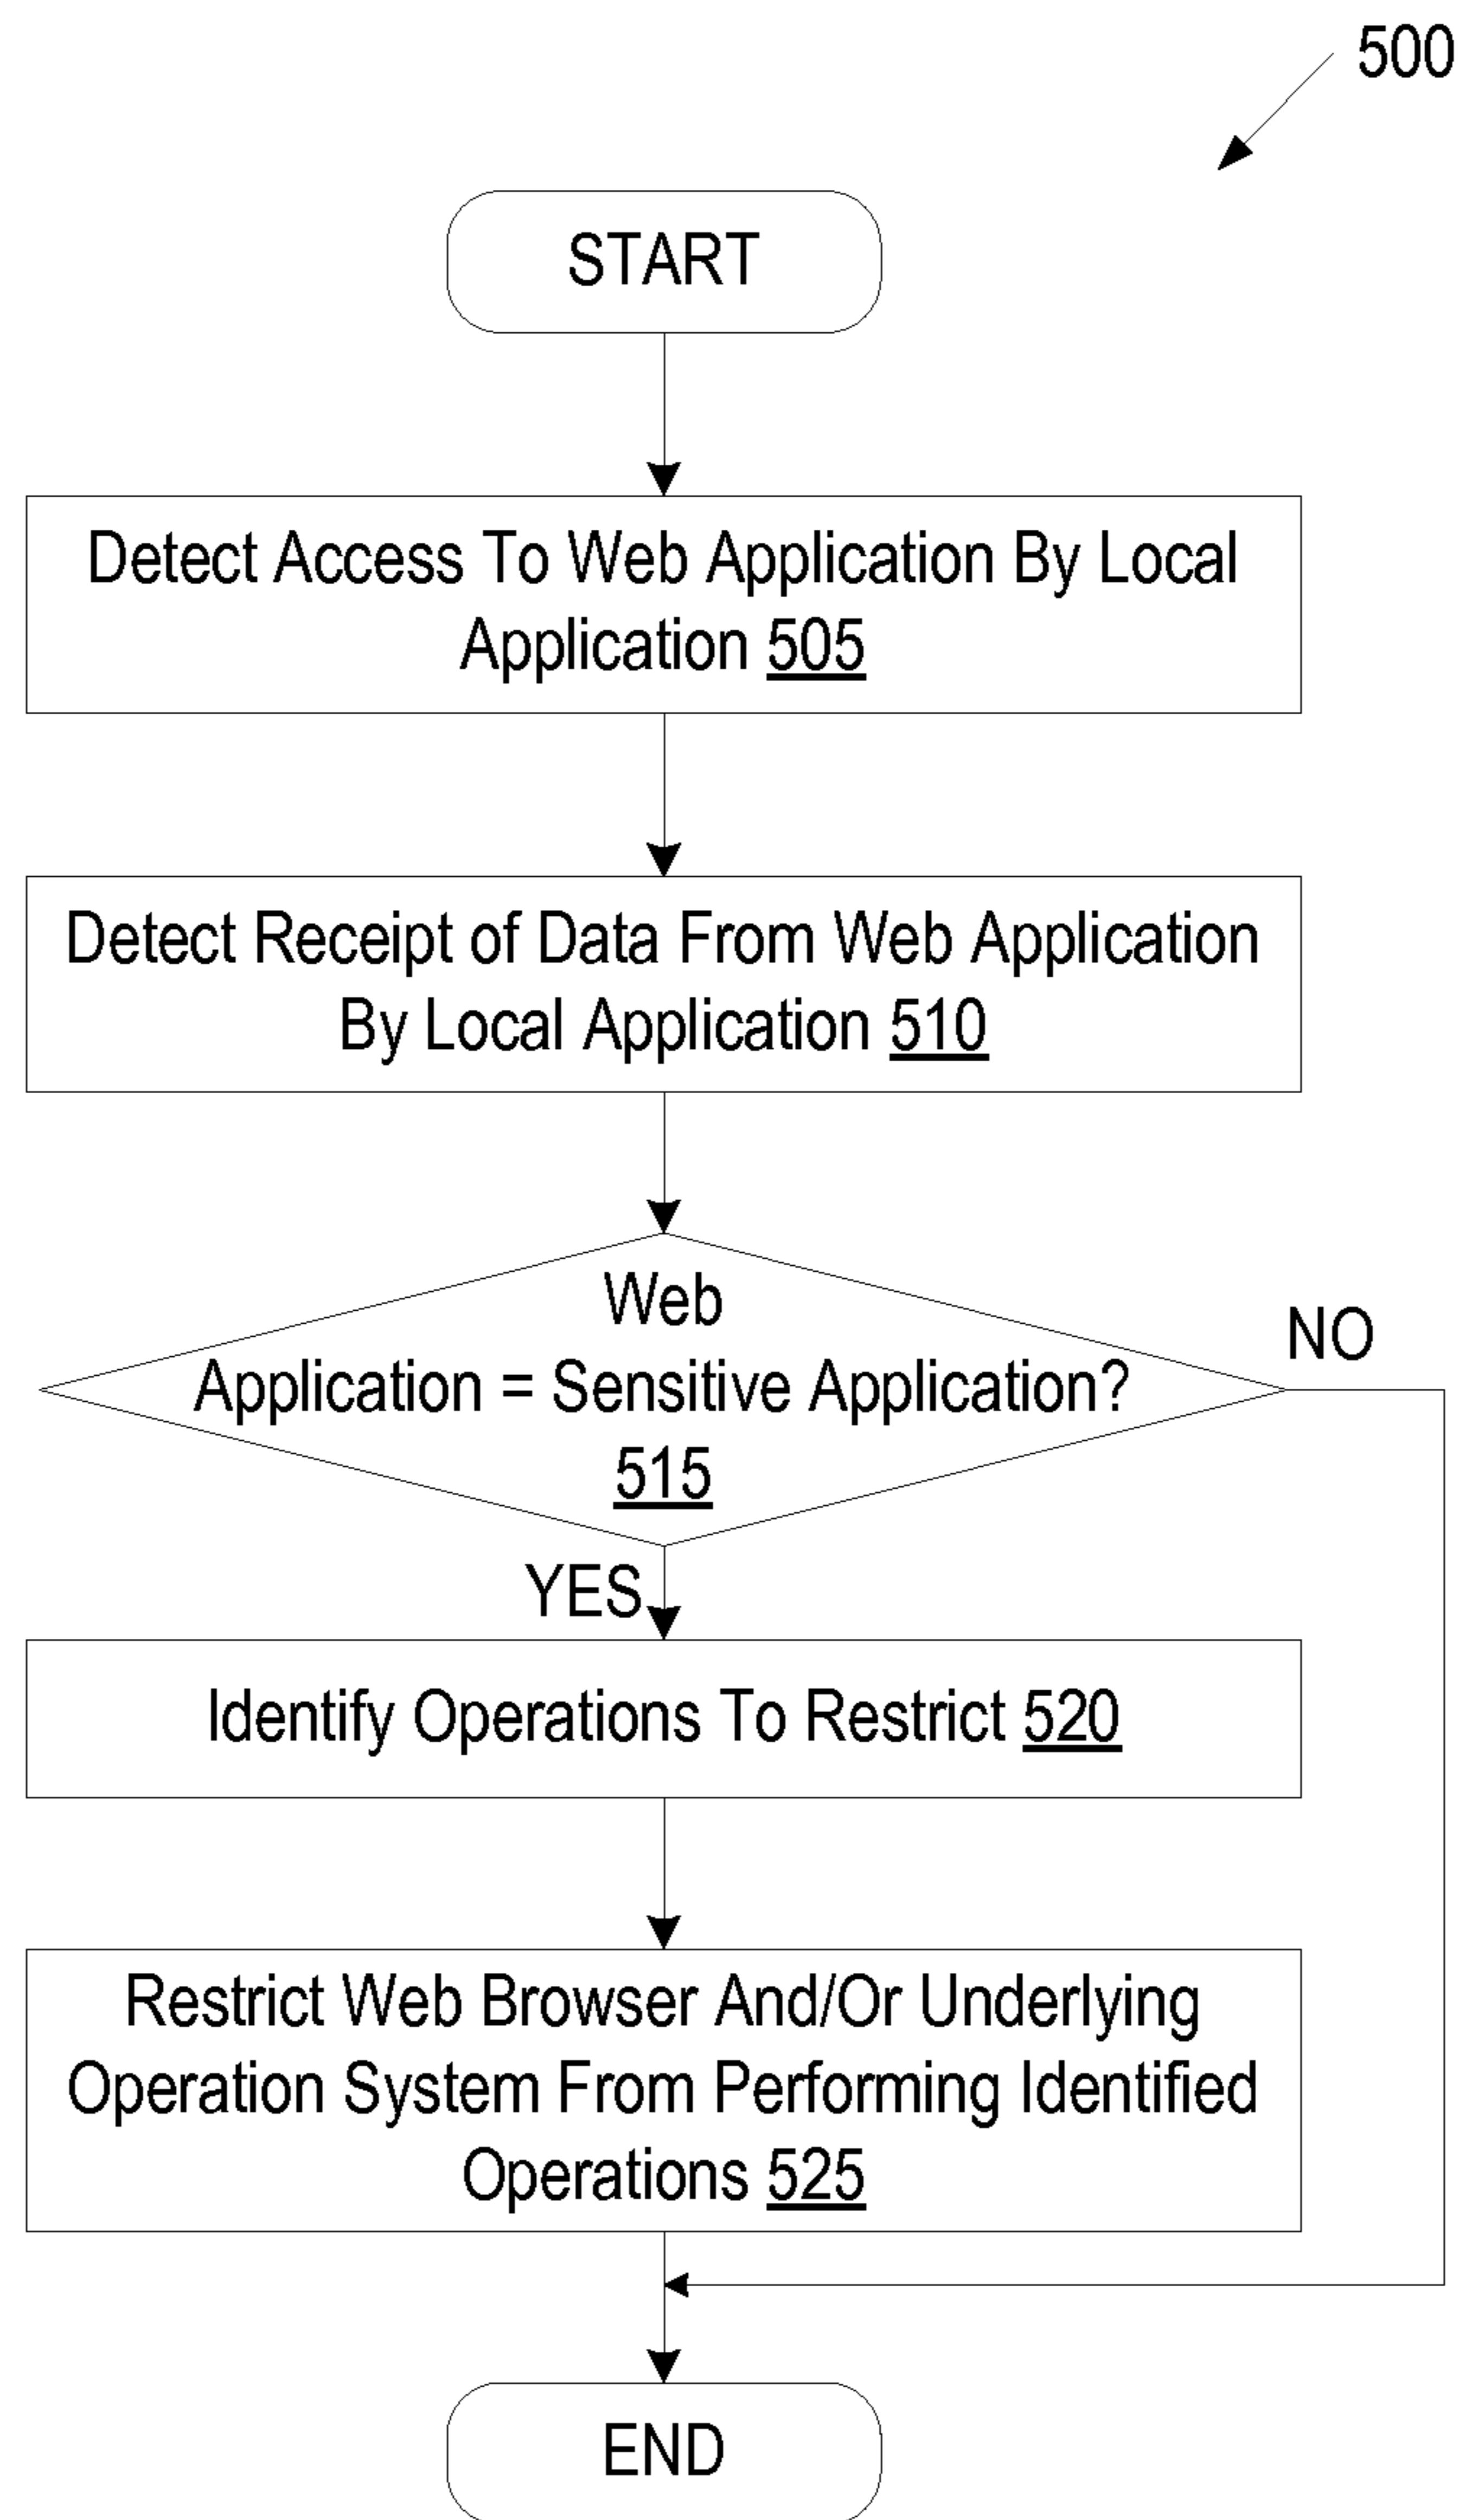 500
START
Detect Access To Web Application By Local
Application 505
Detect Receipt of Data From Web Application
By Local Application 510
Web
Application = Sensitive Application?
515
NO
YES
Identify Operations To Restrict 520
Restrict Web Browser And/Or Underlying
Operation System From Performing Identified
Operations 525
END